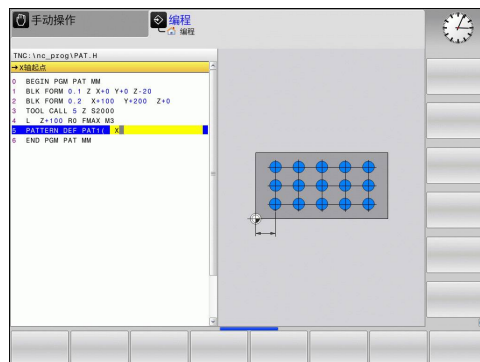 手动操作
编程
编程
TNC:\nc_prog\PAT.H
→X轴起点
0 BEGIN PGM PAT MM
1 BLK FORM 0.1 Z X+0 Y+0 Z-20
2 BLK FORM 0.2 X+100 Y+200 Z+0
3 TOOL CALL 5 Z S2000
4 L Z+100 R0 FMAX M3
5 PATTERN DEF PAT1( X
6 END PGM PAT MM